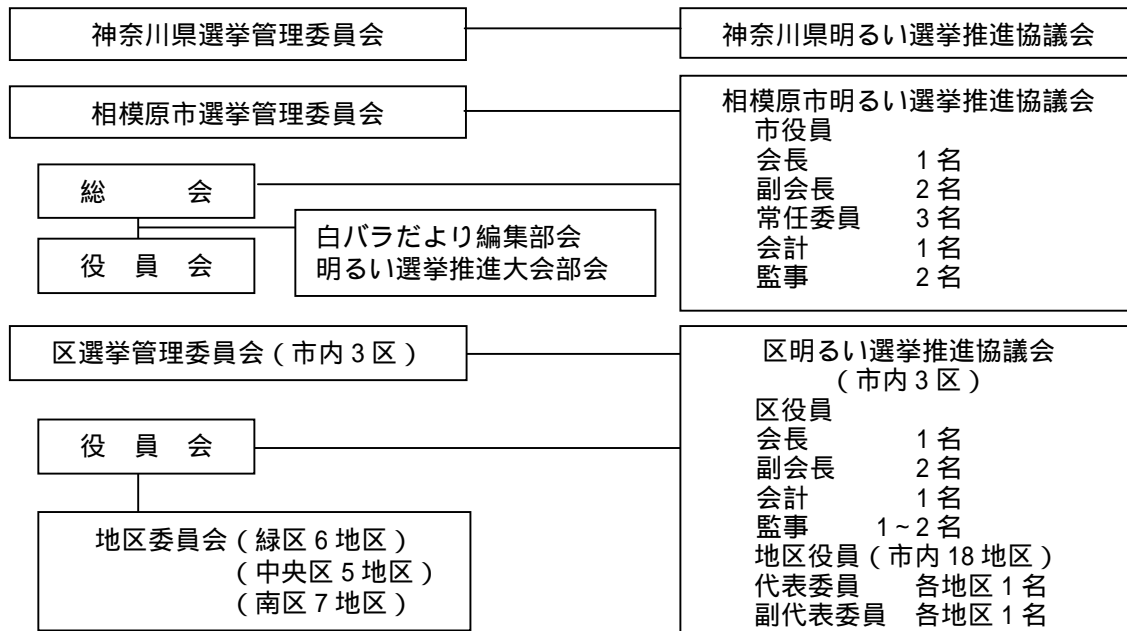 神奈川県選挙管理委員会
神奈川県明るい選挙推進協議会
相模原市選挙管理委員会
相模原市明るい選挙推進協議会
市役員
会長 1名
副会長 2名
常任委員 3名
会計 1名
監事 2名
総 会
役 員 会
白バラだより編集部会
明るい選挙推進大会部会
区選挙管理委員会(市内3区)
区明るい選挙推進協議会
(市内3区)
区役員
会長 1名
副会長 2名
会計 1名
監事 1~2名
地区役員(市内18地区)
代表委員 各地区1名
副代表委員 各地区1名
役 員 会
地区委員会(緑区6地区)
(中央区5地区)
(南区7地区)